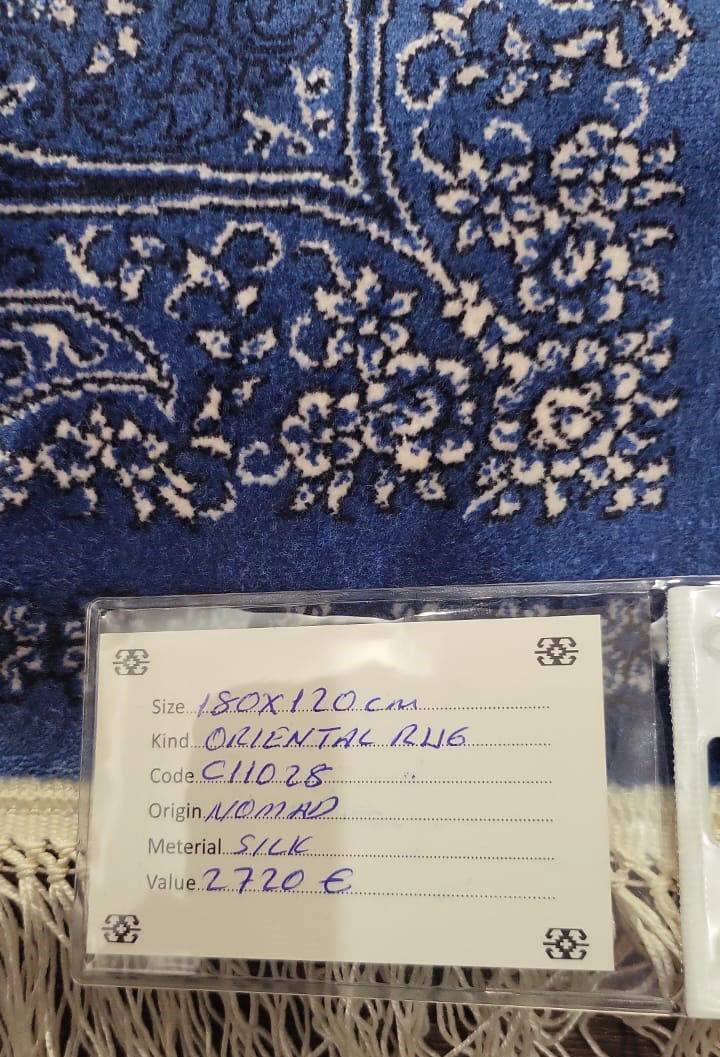 Size 180X120 cm
Kind ORIENTAL RUG
Code C11028
Origin NOMAD
Meterial SILK
Value 2720 €